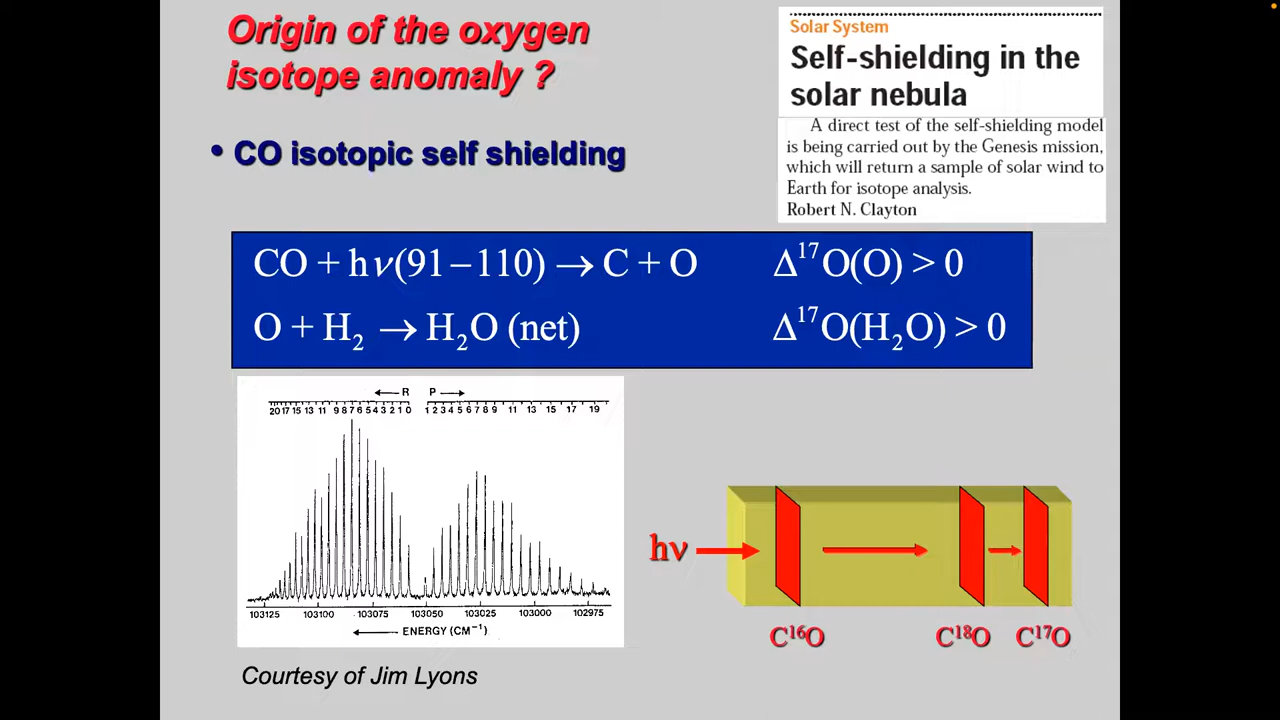 Origin of the oxygen
isotope anomaly ?
• CO isotopic self shielding
Solar System
Self-shielding in the
solar nebula
A direct test of the self-shielding model
is being carried out by the Genesis mission,
which will return a sample of solar wind to
Earth for isotope analysis.
Robert N. Clayton
CO + hν(91–110) → C + O Δ¹⁷O(O) > 0
O + H₂ → H₂O (net) Δ¹⁷O(H₂O) > 0
← R P →
20 17 15 13 11 9 8 7 6 5 4 3 2 1 0 1 2 3 4 5 6 7 8 9 11 13 15 17 19
103125 103100 103075 103050 103025 103000 102975
← ENERGY (CM⁻¹)
hν
C¹⁶O C¹⁸O C¹⁷O
Courtesy of Jim Lyons